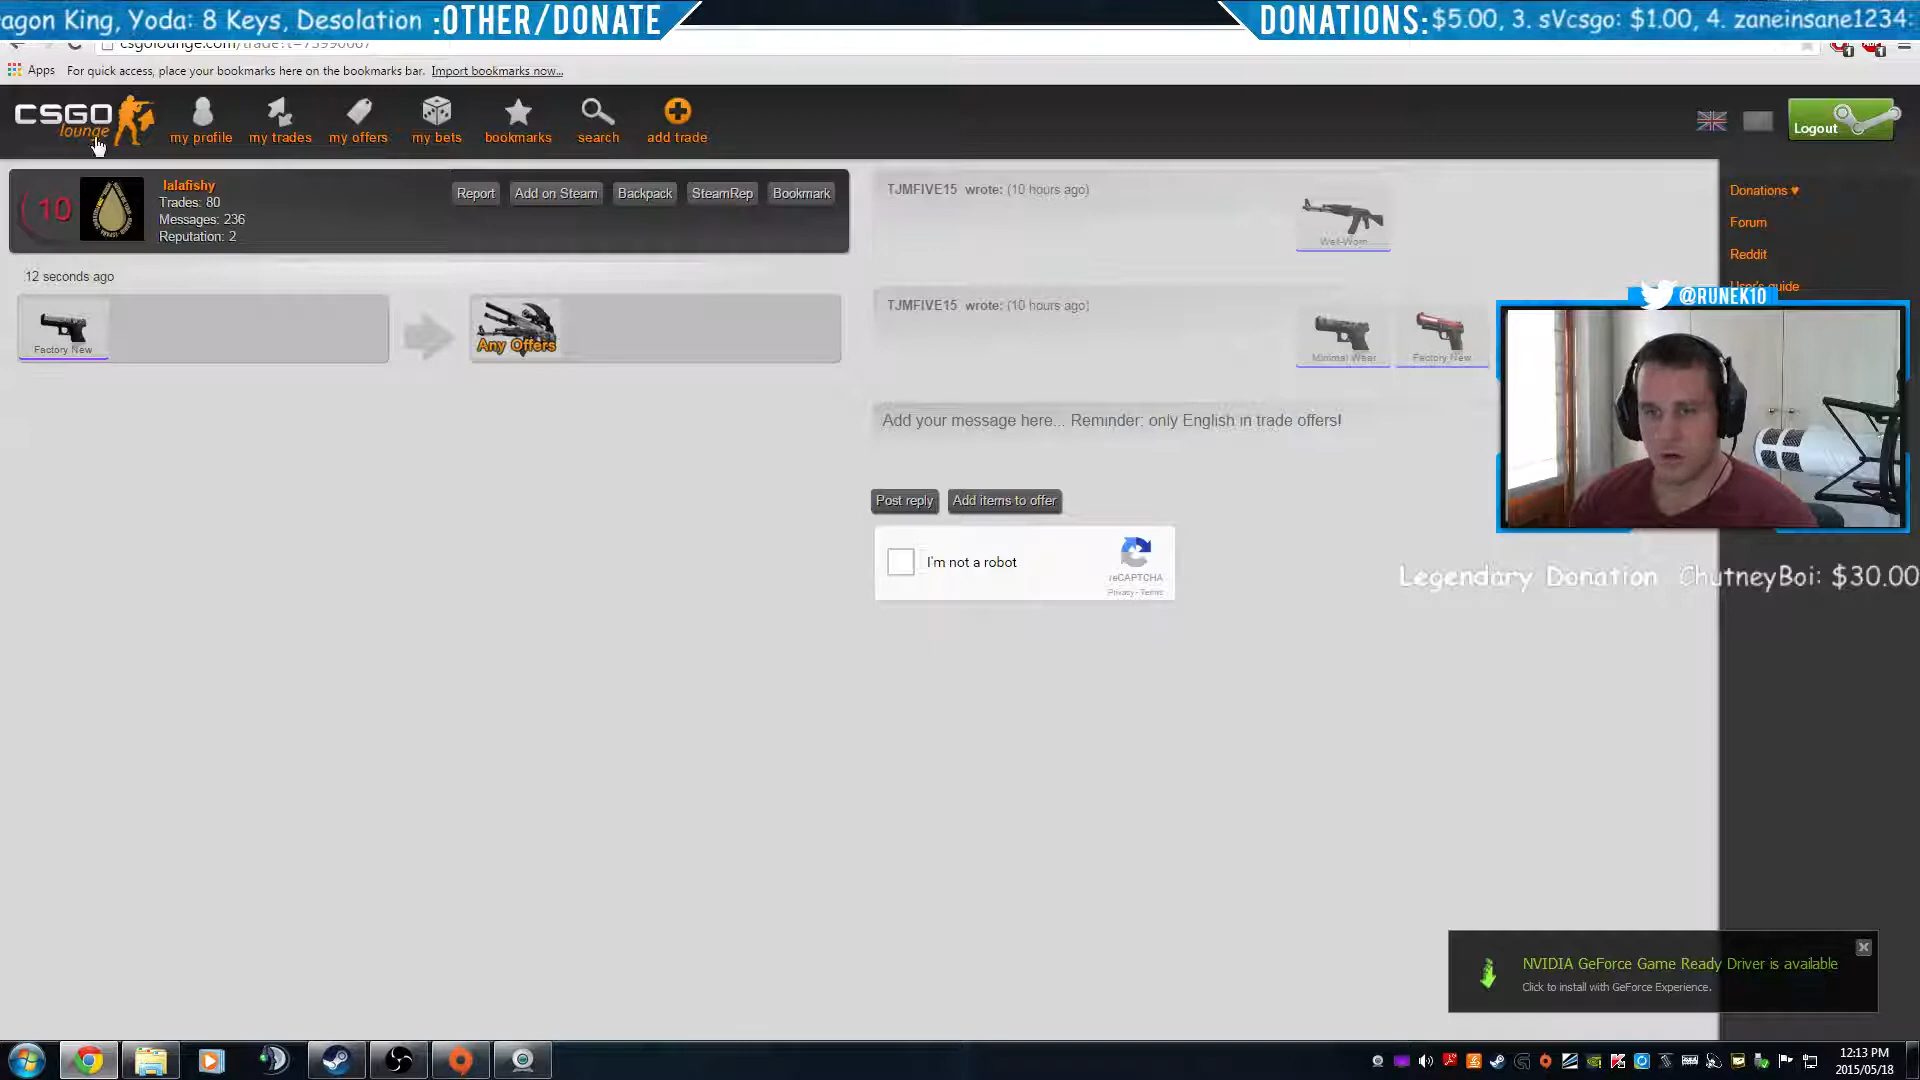 agon King, Yoda: 8 Keys, Desolation :OTHER/DONATE
DONATIONS: $5.00, 3. sVcsgo: $1.00, 4. zaneinsane1234:
csgolounge.com/trade?t=73990667
Apps For quick access, place your bookmarks here on the bookmarks bar. Import bookmarks now...
CSGO lounge
my profile my trades my offers my bets bookmarks search add trade
Logout
10
lalafishy
Trades: 80
Messages: 236
Reputation: 2
Report Add on Steam Backpack SteamRep Bookmark
12 seconds ago
Factory New
Any Offers
TJMFIVE15 wrote: (10 hours ago)
Well-Worn
TJMFIVE15 wrote: (10 hours ago)
Minimal Wear Factory New
Add your message here... Reminder: only English in trade offers!
Post reply Add items to offer
I'm not a robot
reCAPTCHA
Privacy - Terms
Donations ♥
Forum
Reddit
User's guide
@RUNEK10
Legendary Donation ChutneyBoi: $30.00
NVIDIA GeForce Game Ready Driver is available
Click to install with GeForce Experience.
12:13 PM
2015/05/18